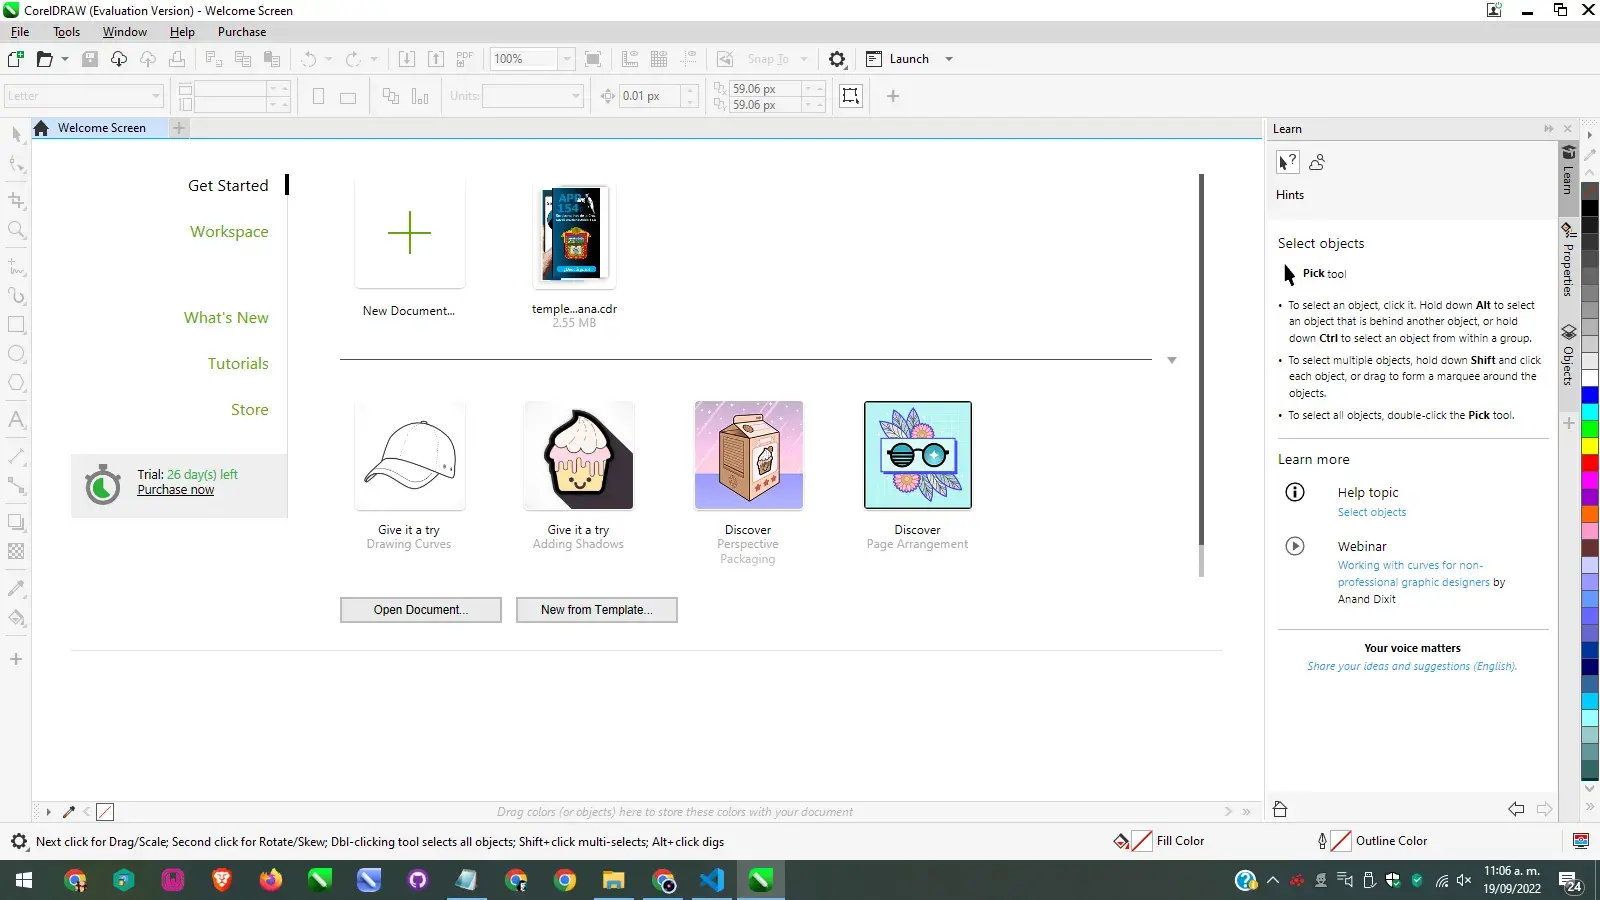 CorelDRAW (Evaluation Version) - Welcome Screen
File Tools Window Help Purchase
PDF 100% Snap To Launch
Letter Units: 0.01 px 59.06 px
59.06 px
Welcome Screen
Get Started
Workspace
What's New
Tutorials
Store
Trial: 26 day(s) left
Purchase now
New Document...
APP
154
temple...ana.cdr
2.55 MB
Give it a try
Drawing Curves
Give it a try
Adding Shadows
Discover
Perspective
Packaging
Discover
Page Arrangement
Open Document...
New from Template...
Learn
Hints
Select objects
Pick tool
• To select an object, click it. Hold down Alt to select
an object that is behind another object, or hold
down Ctrl to select an object from within a group.
• To select multiple objects, hold down Shift and click
each object, or drag to form a marquee around the
objects.
• To select all objects, double-click the Pick tool.
Learn more
Help topic
Select objects
Webinar
Working with curves for non-
professional graphic designers by
Anand Dixit
Your voice matters
Share your ideas and suggestions (English).
Learn
Properties
Objects
Drag colors (or objects) here to store these colors with your document
Next click for Drag/Scale; Second click for Rotate/Skew; Dbl-clicking tool selects all objects; Shift+click multi-selects; Alt+click digs
Fill Color
Outline Color
11:06 a. m.
19/09/2022
24